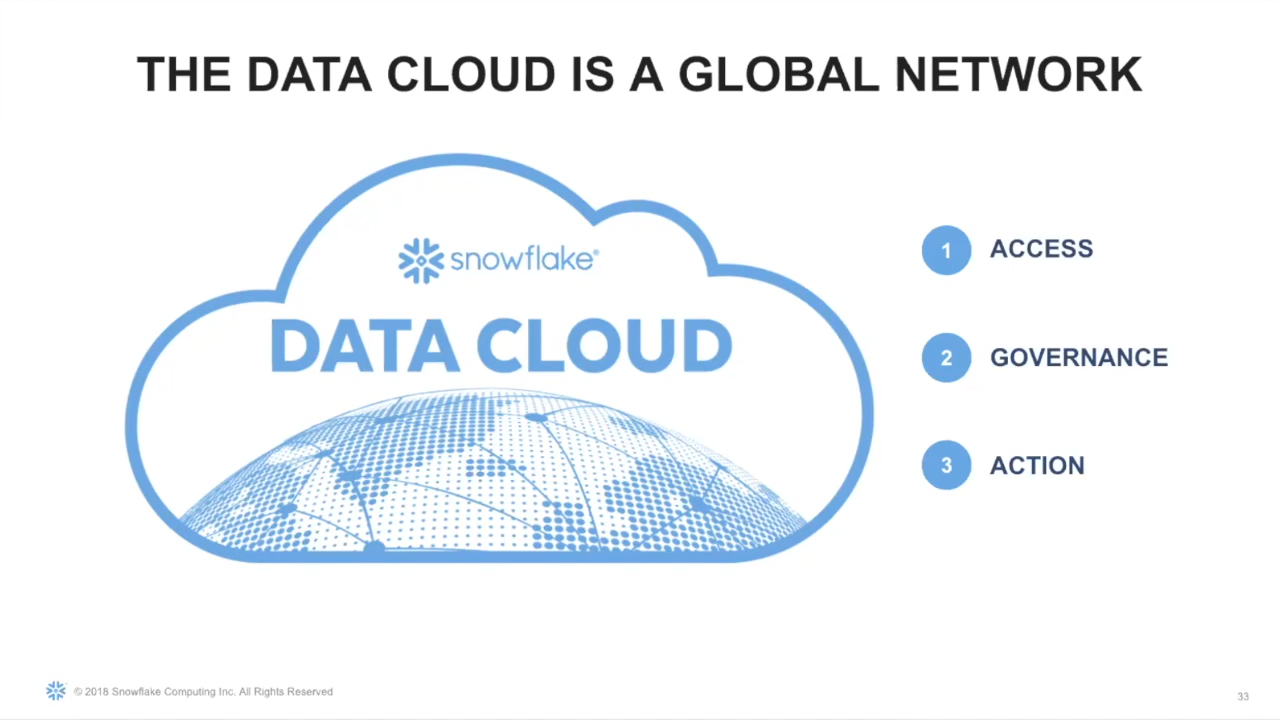 THE DATA CLOUD IS A GLOBAL NETWORK
snowflake®
DATA CLOUD
1 ACCESS
2 GOVERNANCE
3 ACTION
© 2018 Snowflake Computing Inc. All Rights Reserved
33